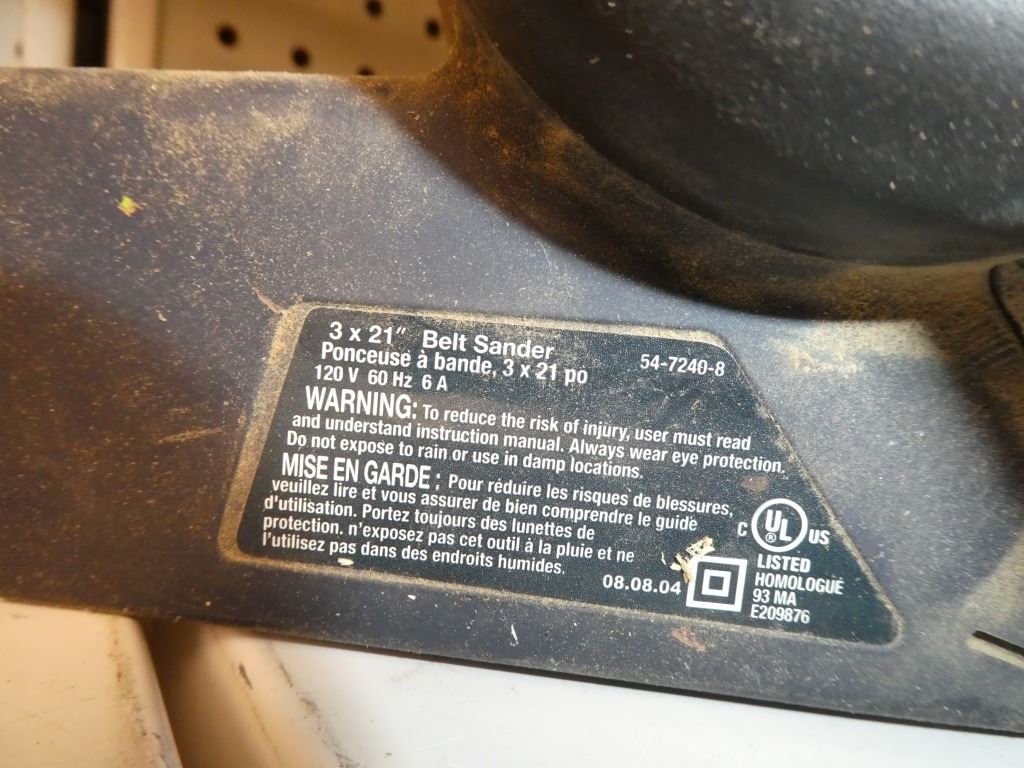 3 x 21" Belt Sander
Ponceuse à bande, 3 x 21 po
54-7240-8
120 V 60 Hz 6 A
WARNING: To reduce the risk of injury, user must read
and understand instruction manual. Always wear eye protection.
Do not expose to rain or use in damp locations.
MISE EN GARDE : Pour réduire les risques de blessures,
veuillez lire et vous assurer de bien comprendre le guide
d'utilisation. Portez toujours des lunettes de
protection. n'exposez pas cet outil à la pluie et ne
l'utilisez pas dans des endroits humides.
08.08.04
C UL ® US
LISTED
HOMOLOGUÉ
93 MA
E209876